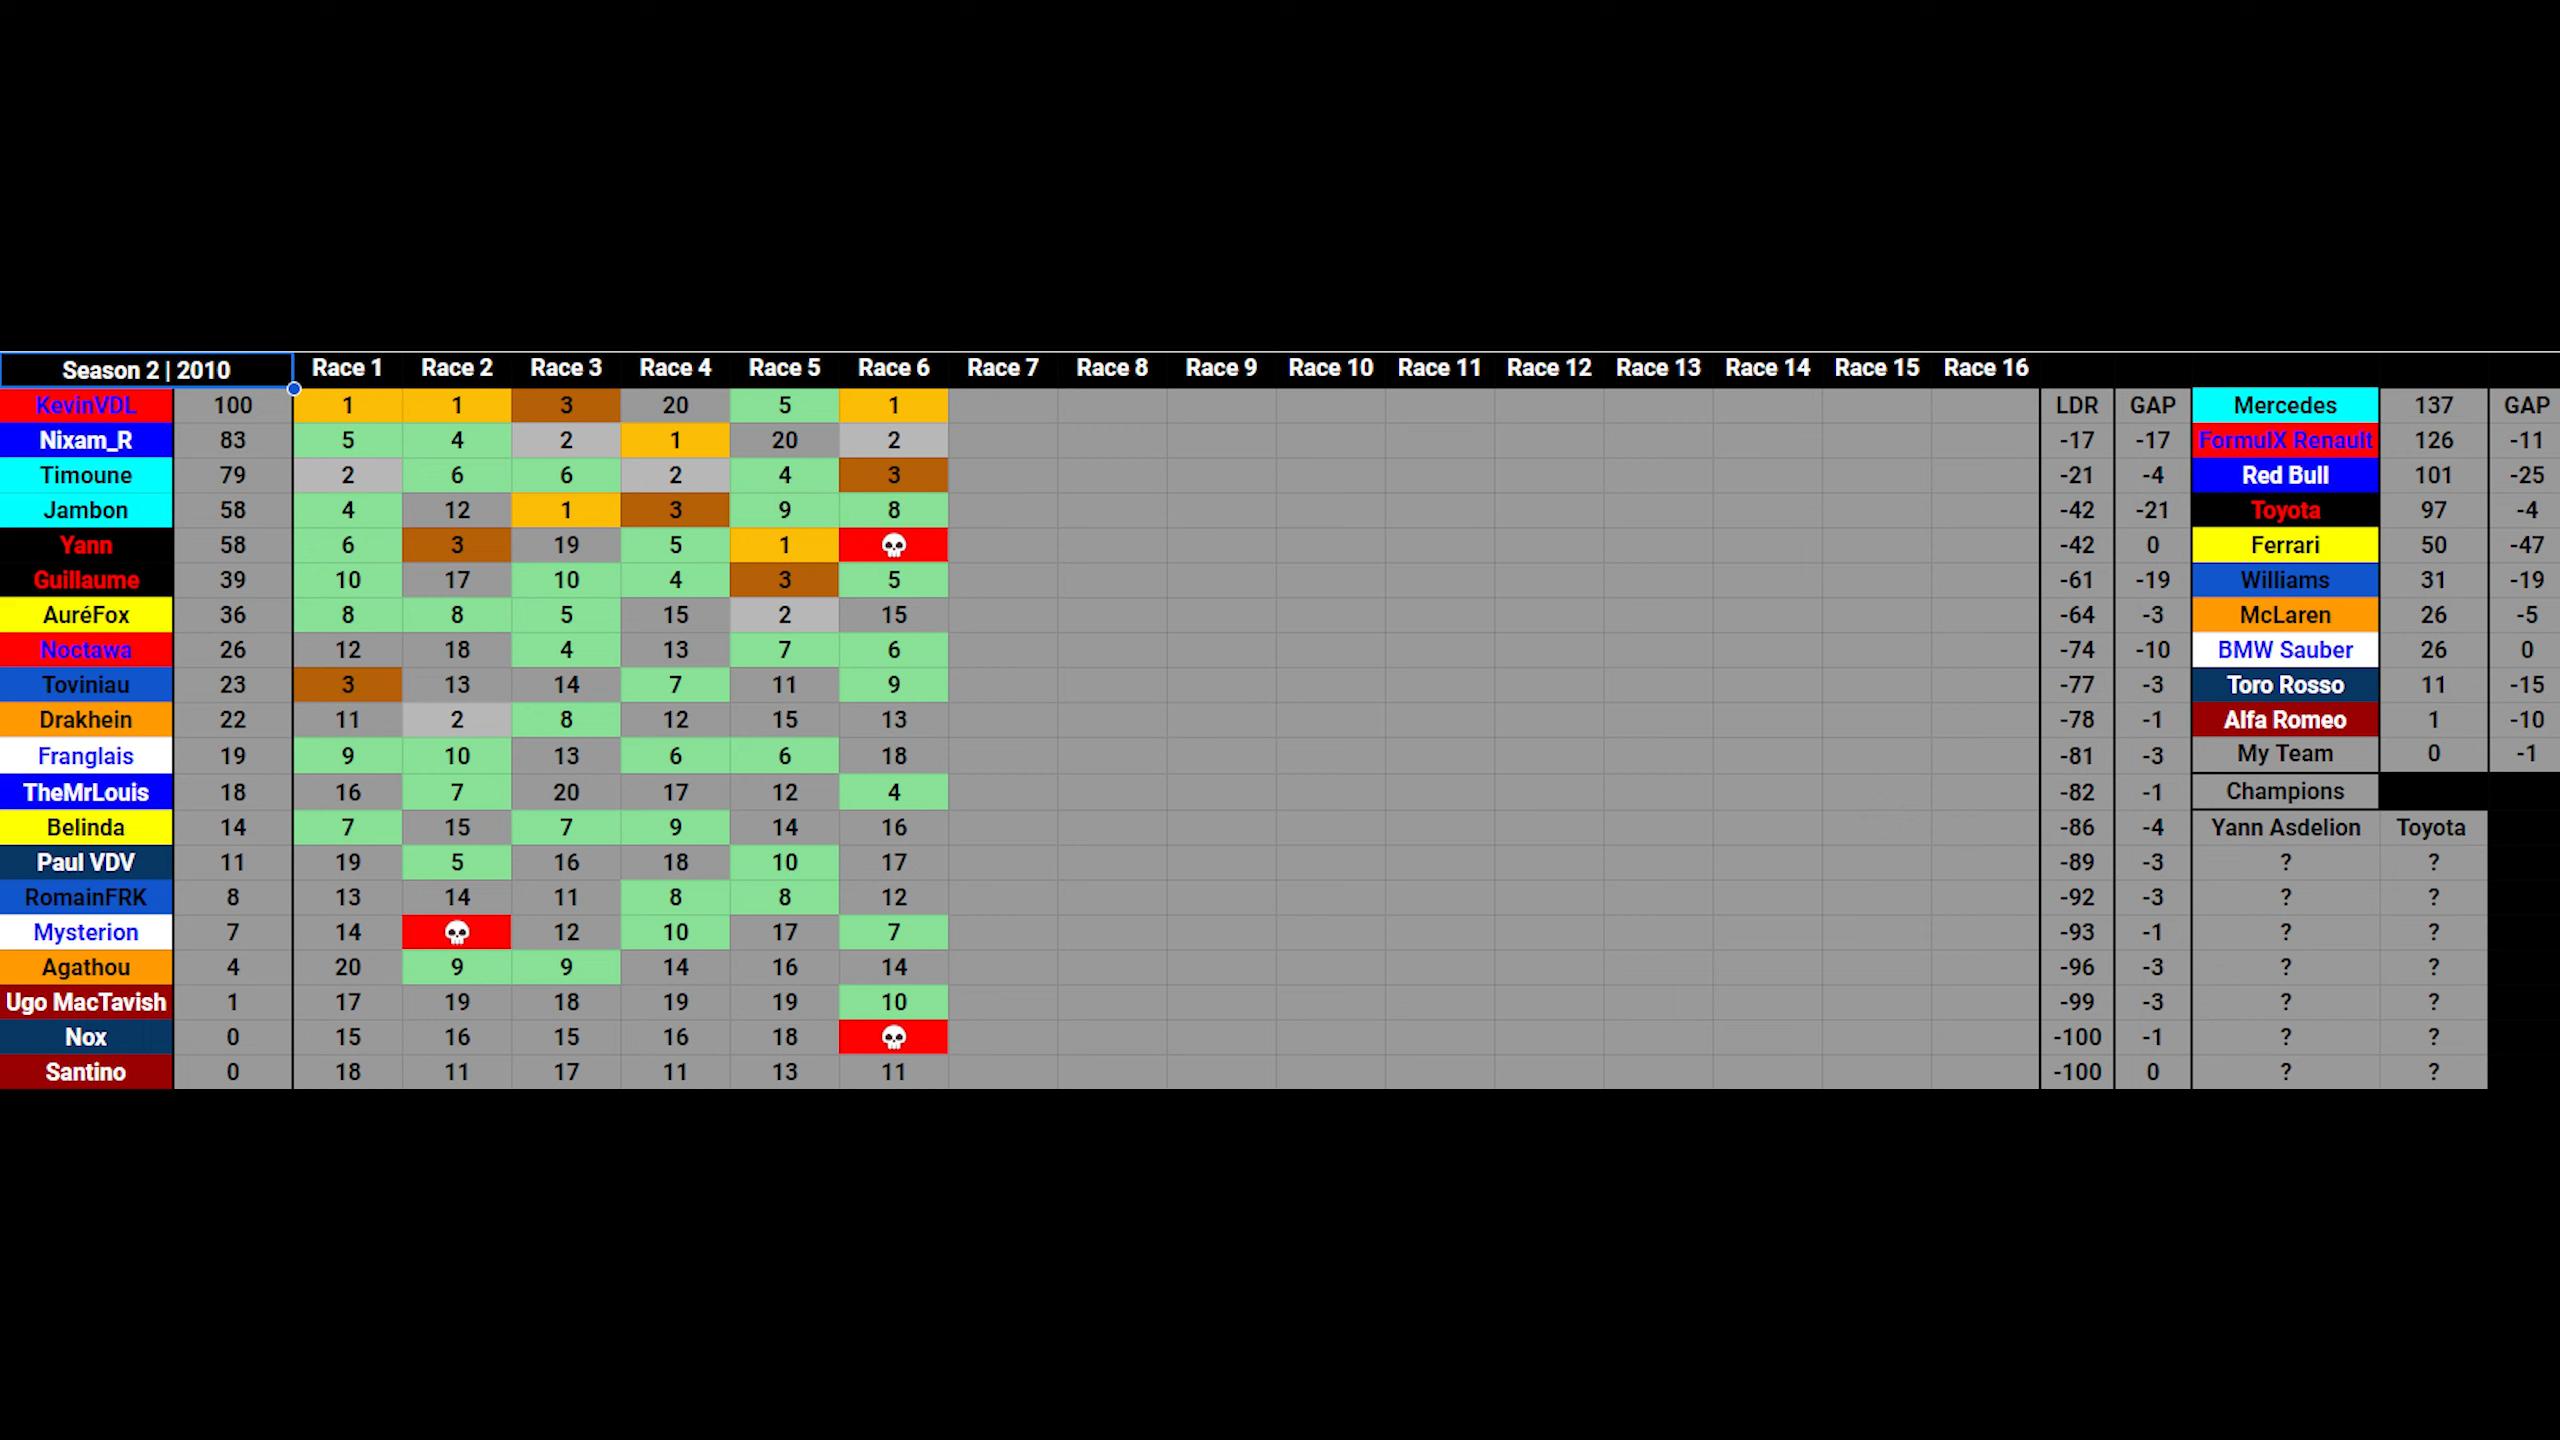 Season 2 | 2010 Race 1 Race 2 Race 3 Race 4 Race 5 Race 6 Race 7 Race 8 Race 9 Race 10 Race 11 Race 12 Race 13 Race 14 Race 15 Race 16
KevinVDL 100 1 1 3 20 5 1 LDR GAP Mercedes 137 GAP
Nixam_R 83 5 4 2 1 20 2 -17 -17 FormulX Renault 126 -11
Timoune 79 2 6 6 2 4 3 -21 -4 Red Bull 101 -25
Jambon 58 4 12 1 3 9 8 -42 -21 Toyota 97 -4
Yann 58 6 3 19 5 1 💀 -42 0 Ferrari 50 -47
Guillaume 39 10 17 10 4 3 5 -61 -19 Williams 31 -19
AuréFox 36 8 8 5 15 2 15 -64 -3 McLaren 26 -5
Noctawa 26 12 18 4 13 7 6 -74 -10 BMW Sauber 26 0
Toviniau 23 3 13 14 7 11 9 -77 -3 Toro Rosso 11 -15
Drakhein 22 11 2 8 12 15 13 -78 -1 Alfa Romeo 1 -10
Franglais 19 9 10 13 6 6 18 -81 -3 My Team 0 -1
TheMrLouis 18 16 7 20 17 12 4 -82 -1 Champions
Belinda 14 7 15 7 9 14 16 -86 -4 Yann Asdelion Toyota
Paul VDV 11 19 5 16 18 10 17 -89 -3 ? ?
RomainFRK 8 13 14 11 8 8 12 -92 -3 ? ?
Mysterion 7 14 💀 12 10 17 7 -93 -1 ? ?
Agathou 4 20 9 9 14 16 14 -96 -3 ? ?
Ugo MacTavish 1 17 19 18 19 19 10 -99 -3 ? ?
Nox 0 15 16 15 16 18 💀 -100 -1 ? ?
Santino 0 18 11 17 11 13 11 -100 0 ? ?